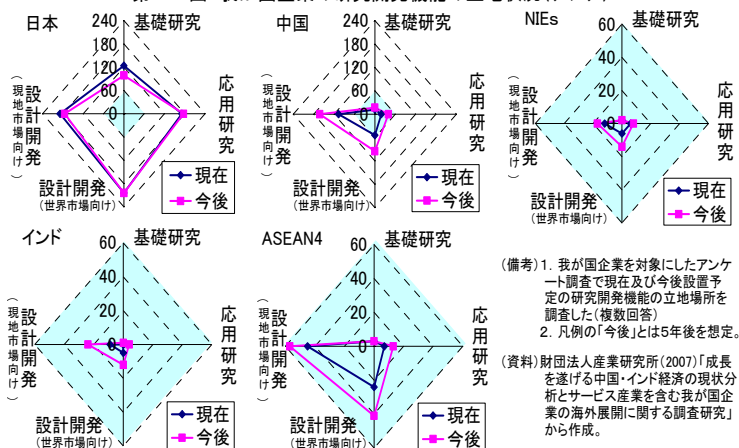 日本
240
180
120
60
0
基礎研究
応用研究
設計開発
(世界市場向け)
設計開発
(現地市場向け)
現在
今後
中国
240
180
120
60
0
基礎研究
応用研究
設計開発
(世界市場向け)
設計開発
(現地市場向け)
現在
今後
NIEs
60
40
20
0
基礎研究
応用研究
設計開発
(世界市場向け)
設計開発
(現地市場向け)
現在
今後
インド
60
40
20
0
基礎研究
応用研究
設計開発
(世界市場向け)
設計開発
(現地市場向け)
現在
今後
ASEAN4
60
40
20
0
基礎研究
応用研究
設計開発
(世界市場向け)
設計開発
(現地市場向け)
現在
今後
(備考)1. 我が国企業を対象にしたアンケ
ート調査で現在及び今後設置予
定の研究開発機能の立地場所を
調査した(複数回答)
2. 凡例の「今後」とは5年後を想定。
(資料)財団法人産業研究所(2007)「成長
を遂げる中国・インド経済の現状分
析とサービス産業を含む我が国企
業の海外展開に関する調査研究」
から作成。